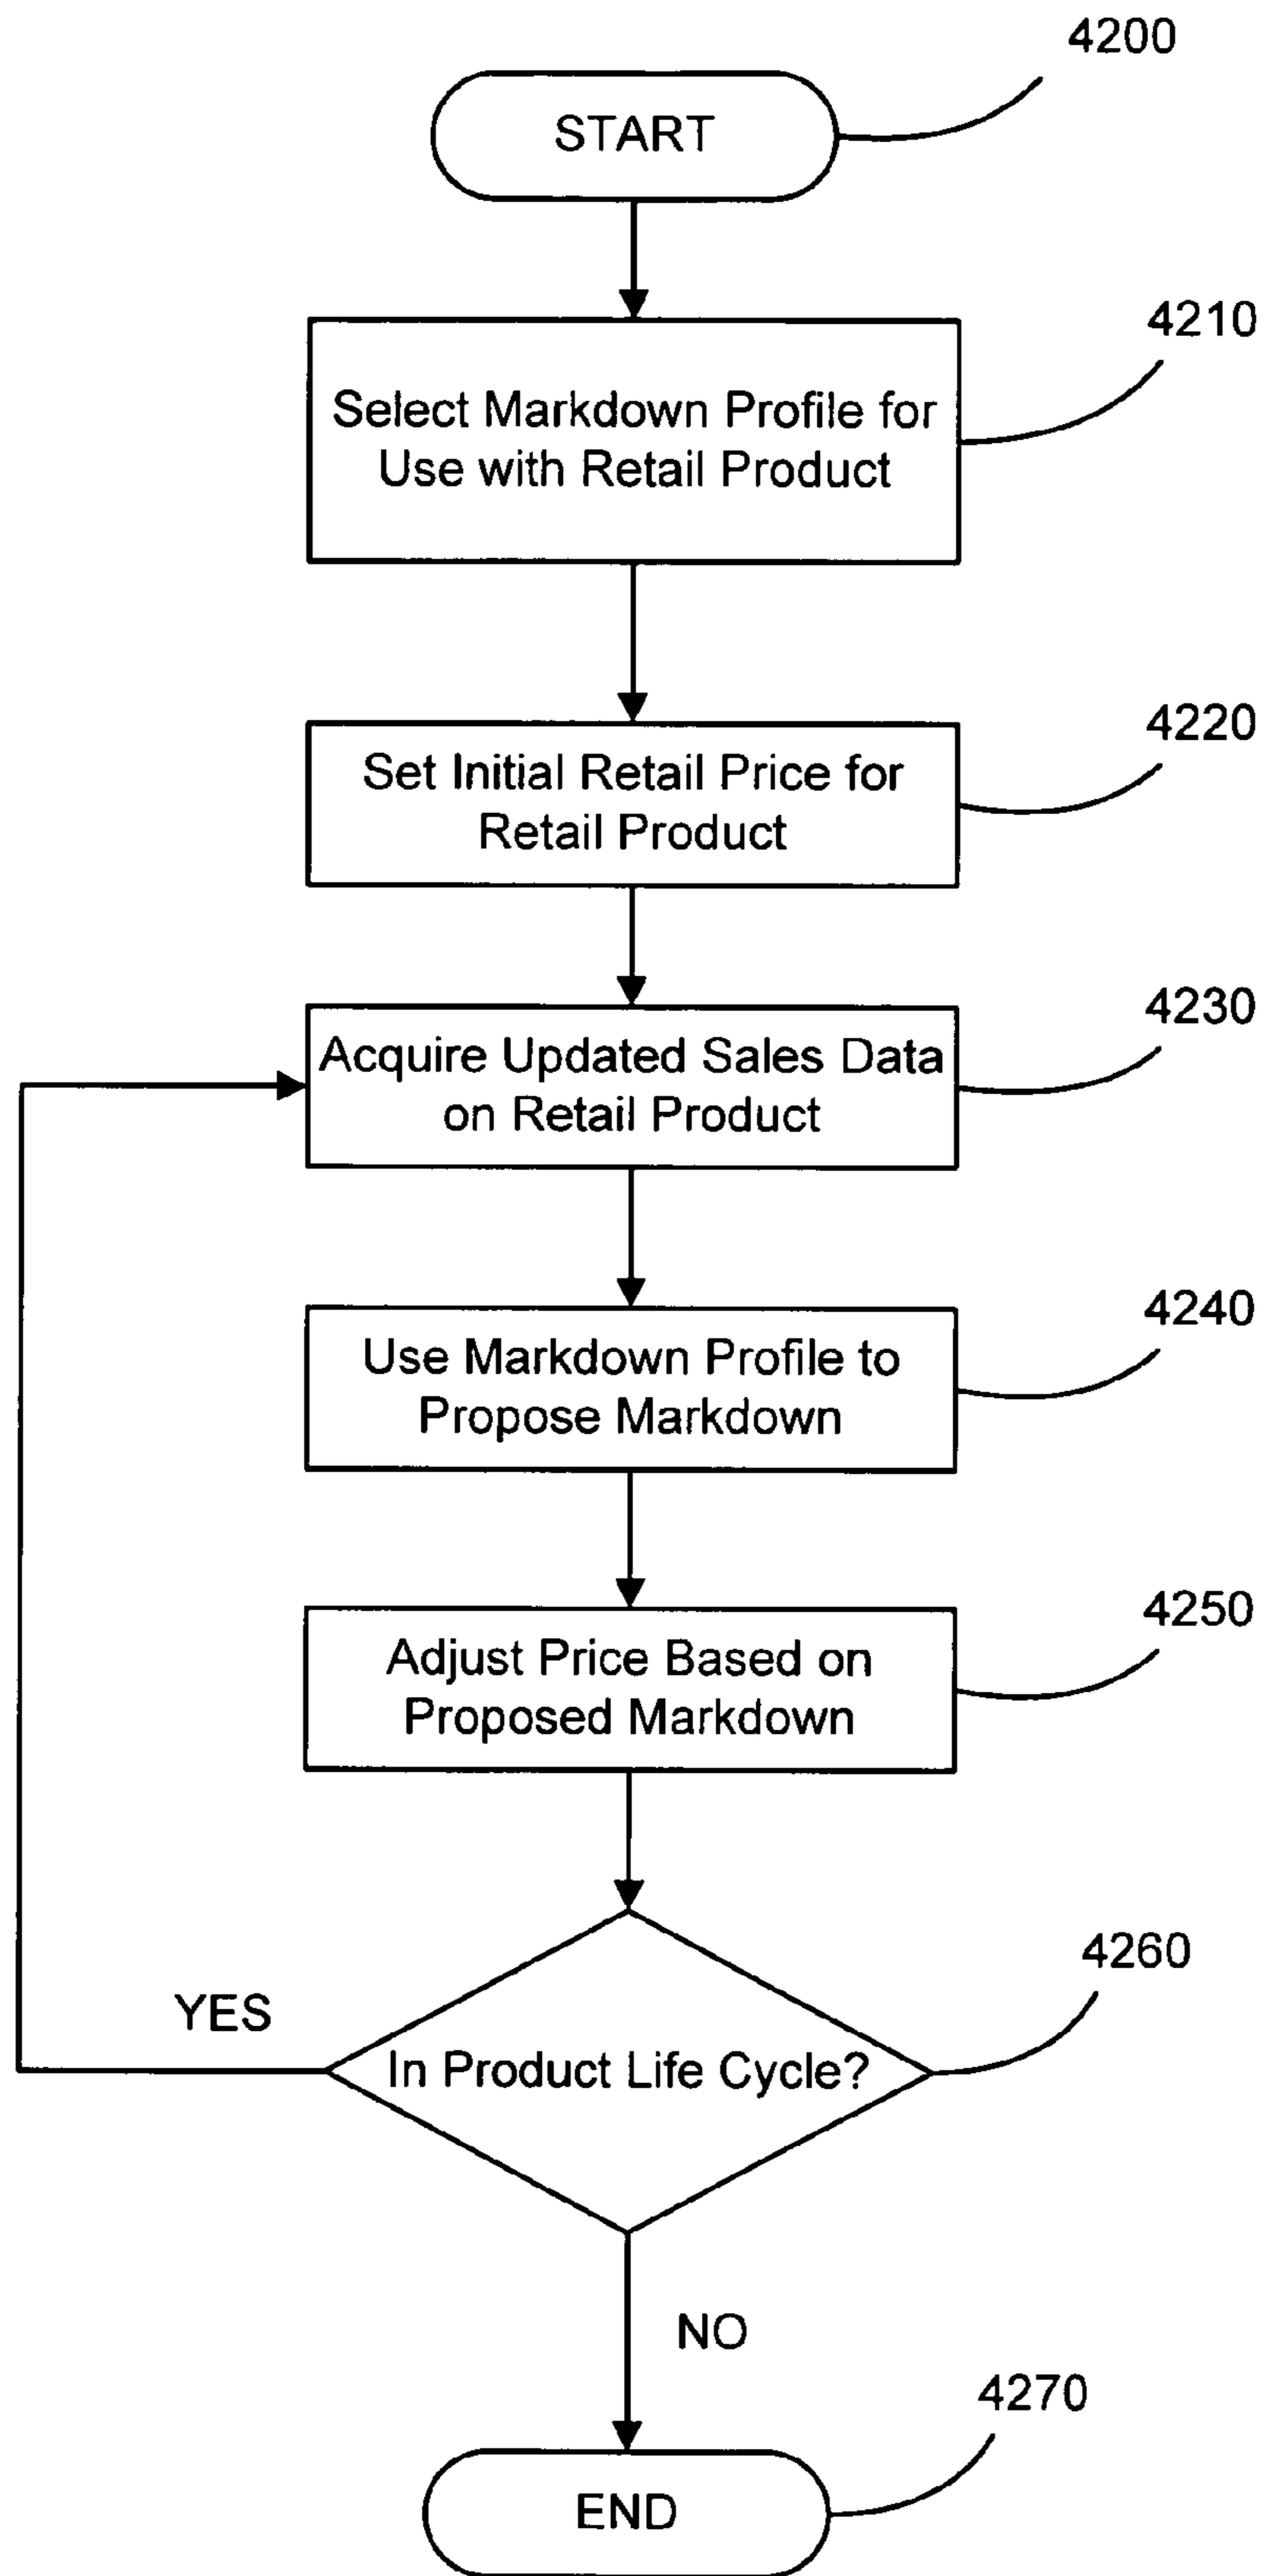 4200
START
4210
Select Markdown Profile for
Use with Retail Product
4220
Set Initial Retail Price for
Retail Product
4230
Acquire Updated Sales Data
on Retail Product
4240
Use Markdown Profile to
Propose Markdown
4250
Adjust Price Based on
Proposed Markdown
4260
YES
In Product Life Cycle?
NO
4270
END